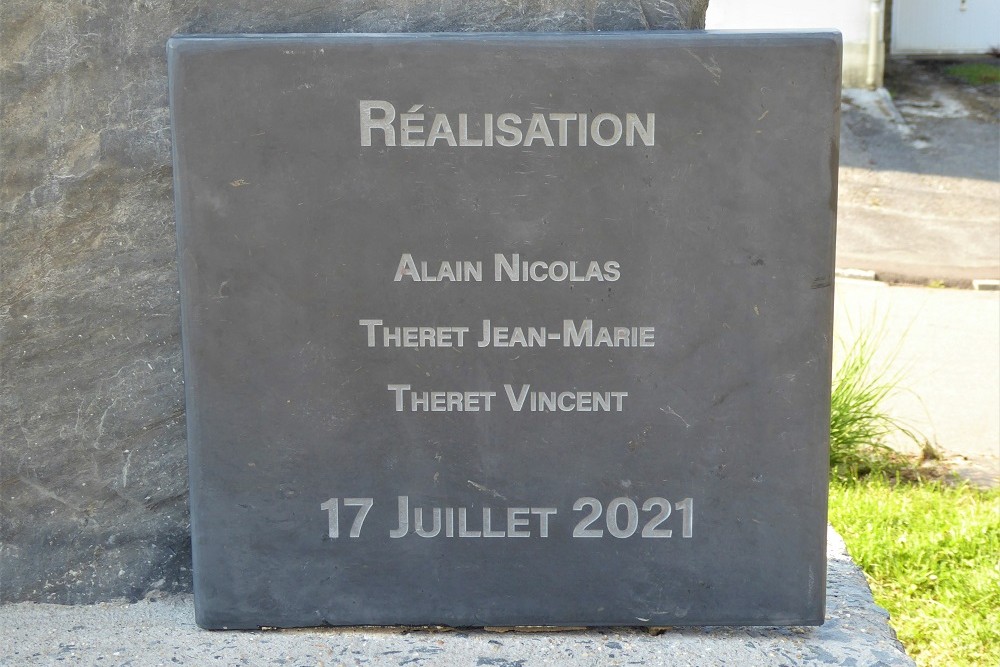 RÉALISATION
ALAIN NICOLAS
THERET JEAN-MARIE
THERET VINCENT
17 JUILLET 2021